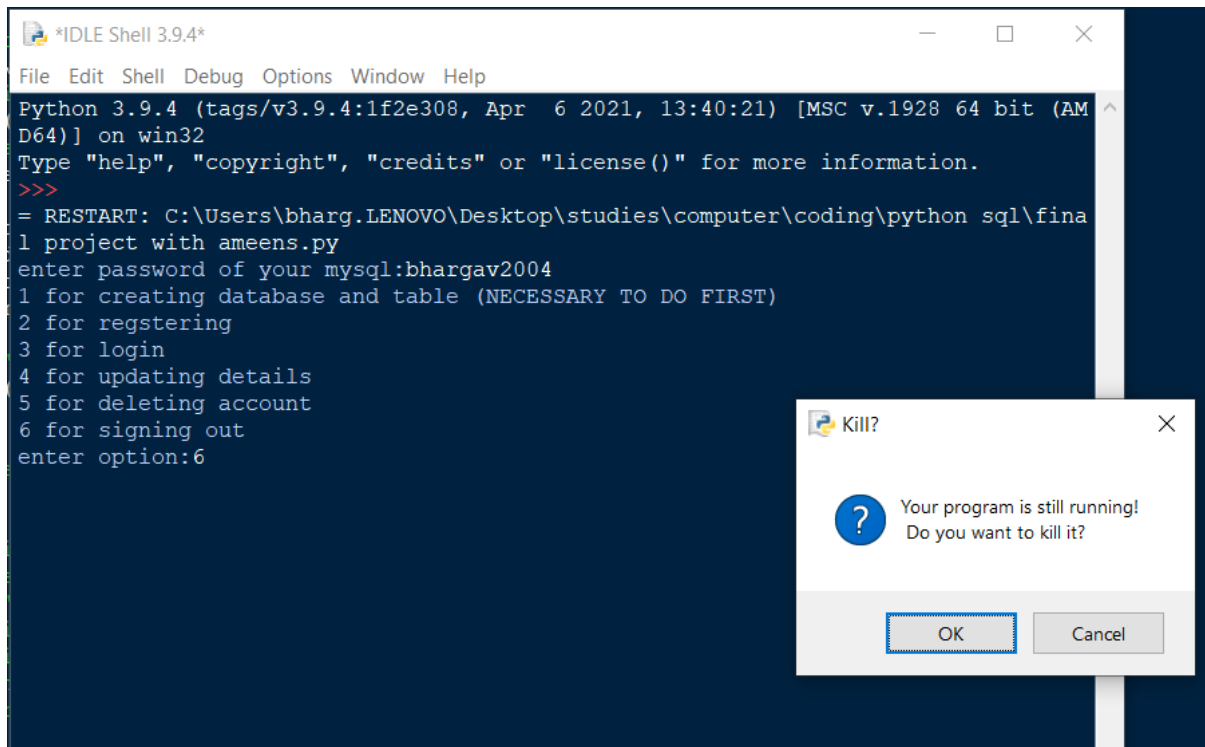 *IDLE Shell 3.9.4*
File Edit Shell Debug Options Window Help
Python 3.9.4 (tags/v3.9.4:1f2e308, Apr  6 2021, 13:40:21) [MSC v.1928 64 bit (AM
D64)] on win32
Type "help", "copyright", "credits" or "license()" for more information.
>>>
= RESTART: C:\Users\bharg.LENOVO\Desktop\studies\computer\coding\python sql\fina
l project with ameens.py
enter password of your mysql:bhargav2004
1 for creating database and table (NECESSARY TO DO FIRST)
2 for regstering
3 for login
4 for updating details
5 for deleting account
6 for signing out
enter option:6
Kill?
Your program is still running!
Do you want to kill it?
OK Cancel